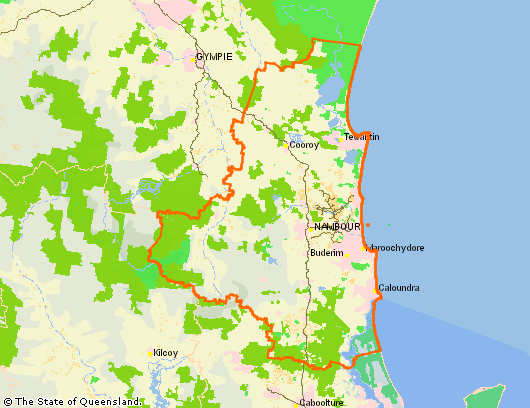 GYMPIE
Tewantin
Cooroy
NAMBOUR
Maroochydore
Buderim
Caloundra
Kilcoy
Caboolture
© The State of Queensland.